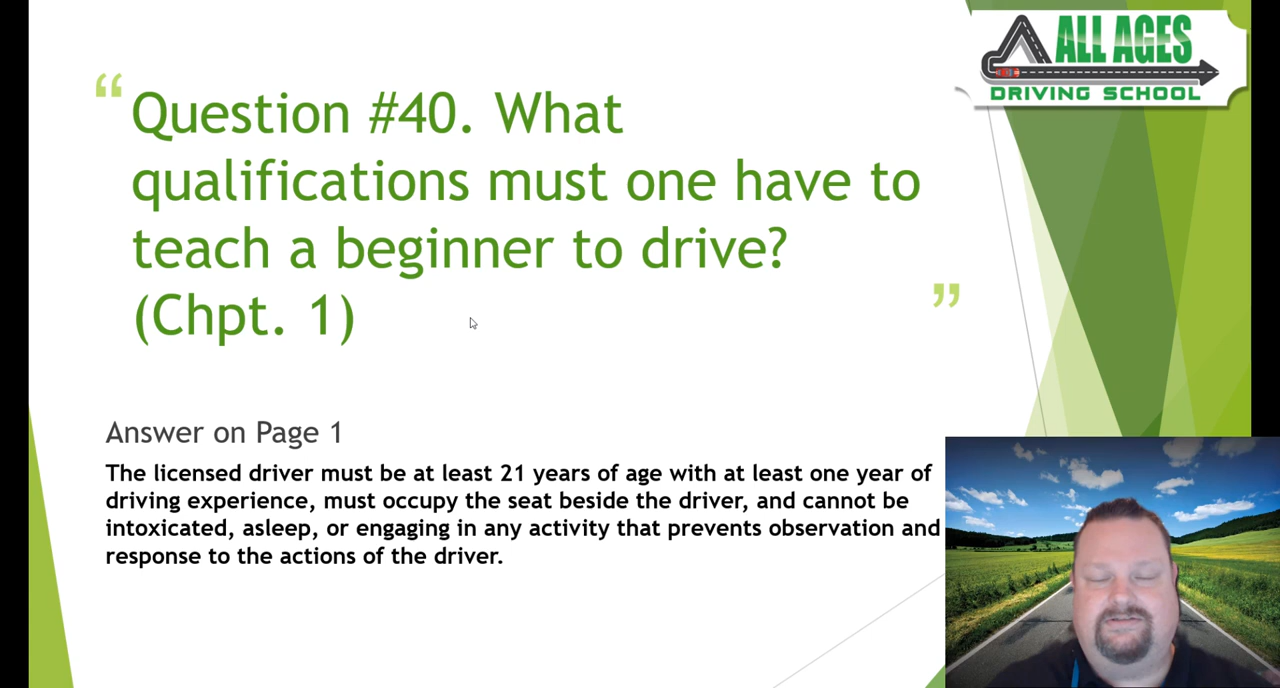 ALL AGES
DRIVING SCHOOL
“ Question #40. What
qualifications must one have to
teach a beginner to drive?
(Chpt. 1) ”
Answer on Page 1
The licensed driver must be at least 21 years of age with at least one year of
driving experience, must occupy the seat beside the driver, and cannot be
intoxicated, asleep, or engaging in any activity that prevents observation and
response to the actions of the driver.